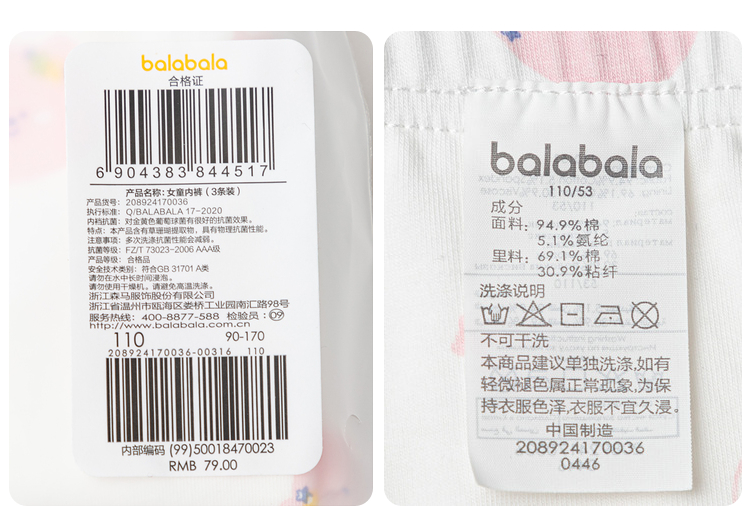 balabala
合格证
6 904383 844517
产品名称: 女童内裤 (3条装)
产品货号: 208924170036
执行标准: Q/BALABALA 17-2020
内裆抗菌: 对金黄色葡萄球菌有很好的抗菌效果。
特点: 本产品含有草珊瑚提取物，具有物理抗菌性能。
注意事项: 多次洗涤抗菌性能会减弱。
抗菌等级: FZ/T 73023-2006 AAA级
产品等级: 合格品
安全技术类别: 符合GB 31701 A类
请勿在水中长时间浸泡。
请勿使用干燥机。请避免高温洗涤。
浙江森马服饰股份有限公司
浙江省温州市瓯海区娄桥工业园南汇路98号
服务热线: 400-8877-588 检验员: 09
http://www.balabala.com.cn
110 90-170
208924170036-00316 110
内部编码 (99)50018470023
RMB 79.00
balabala
110/53
成分
面料: 94.9%棉
5.1%氨纶
里料: 69.1%棉
30.9%粘纤
洗涤说明
不可干洗
本商品建议单独洗涤,如有
轻微褪色属正常现象,为保
持衣服色泽,衣服不宜久浸。
中国制造
208924170036
0446